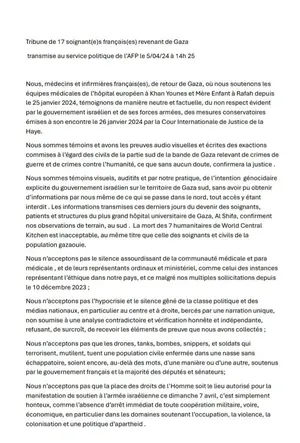 Tribune de 17 soignant(e)s français(es) revenant de Gaza
transmise au service politique de l'AFP le 5/04/24 à 14h 25
Nous, médecins et infirmières français(es), de retour de Gaza, où nous soutenons les
équipes médicales de l'hôpital européen à Khan Younes et Mère Enfant à Rafah depuis
le 25 janvier 2024, témoignons de manière neutre et factuelle, du non respect évident
par le gouvernement israélien et de ses forces armées, des mesures conservatoires
émises à son encontre le 26 janvier 2024 par la Cour Internationale de Justice de la
Haye.
Nous sommes témoins et avons les preuves audio visuelles et écrites des exactions
commises à l'égard des civils de la partie sud de la bande de Gaza relevant de crimes de
guerre et de crimes contre l'humanité, ce que sans aucun doute, confirmera la justice .
Nous sommes témoins visuels, auditifs et par notre pratique, de l'intention génocidaire
explicite du gouvernement israélien sur le territoire de Gaza sud, sans avoir pu obtenir
d'informations par nous même de ce qui se passe dans le nord, tout accès y étant
interdit . Les informations transmises ces derniers jours du devenir des soignants,
patients et structures du plus grand hôpital universitaire de Gaza, Al Shifa, confirment
nos observations de terrain, au sud . La mort des 7 humanitaires de World Central
Kitchen est inacceptable, au même titre que celle des soignants et civils de la
population gazaouie.
Nous n'acceptons pas le silence assourdissant de la communauté médicale et para
médicale , et de leurs représentants ordinaux et ministériel, comme celui des instances
représentant l'éthique dans notre pays, et ce malgré nos multiples sollicitations depuis
le 10 décembre 2023 ;
Nous n'acceptons pas l'hypocrisie et le silence gêné de la classe politique et des
médias nationaux, en particulier au centre et à droite, bercés par une narration unique,
non soumise à une analyse contradictoire et vérification honnête et indépendante,
refusant, de surcroît, de recevoir les éléments de preuve que nous avons collectés ;
Nous n'acceptons pas que les drones, tanks, bombes, snippers, et soldats qui
terrorisent, mutilent, tuent une population civile enfermée dans une nasse sans
échappatoire, soient encore, au-delà des mots, d'une manière ou d'une autre, soutenus
par le gouvernement français et la majorité des députés et sénateurs;
Nous n'acceptons pas que la place des droits de l'Homme soit le lieu autorisé pour la
manifestation de soutien à l'armée israélienne ce dimanche 7 avril, c'est simplement
honteux, comme l'absence d'arrêt immédiat de toute coopération militaire, voire,
économique, en particulier dans les domaines soutenant l'occupation, la violence, la
colonisation et une politique d'apartheid .